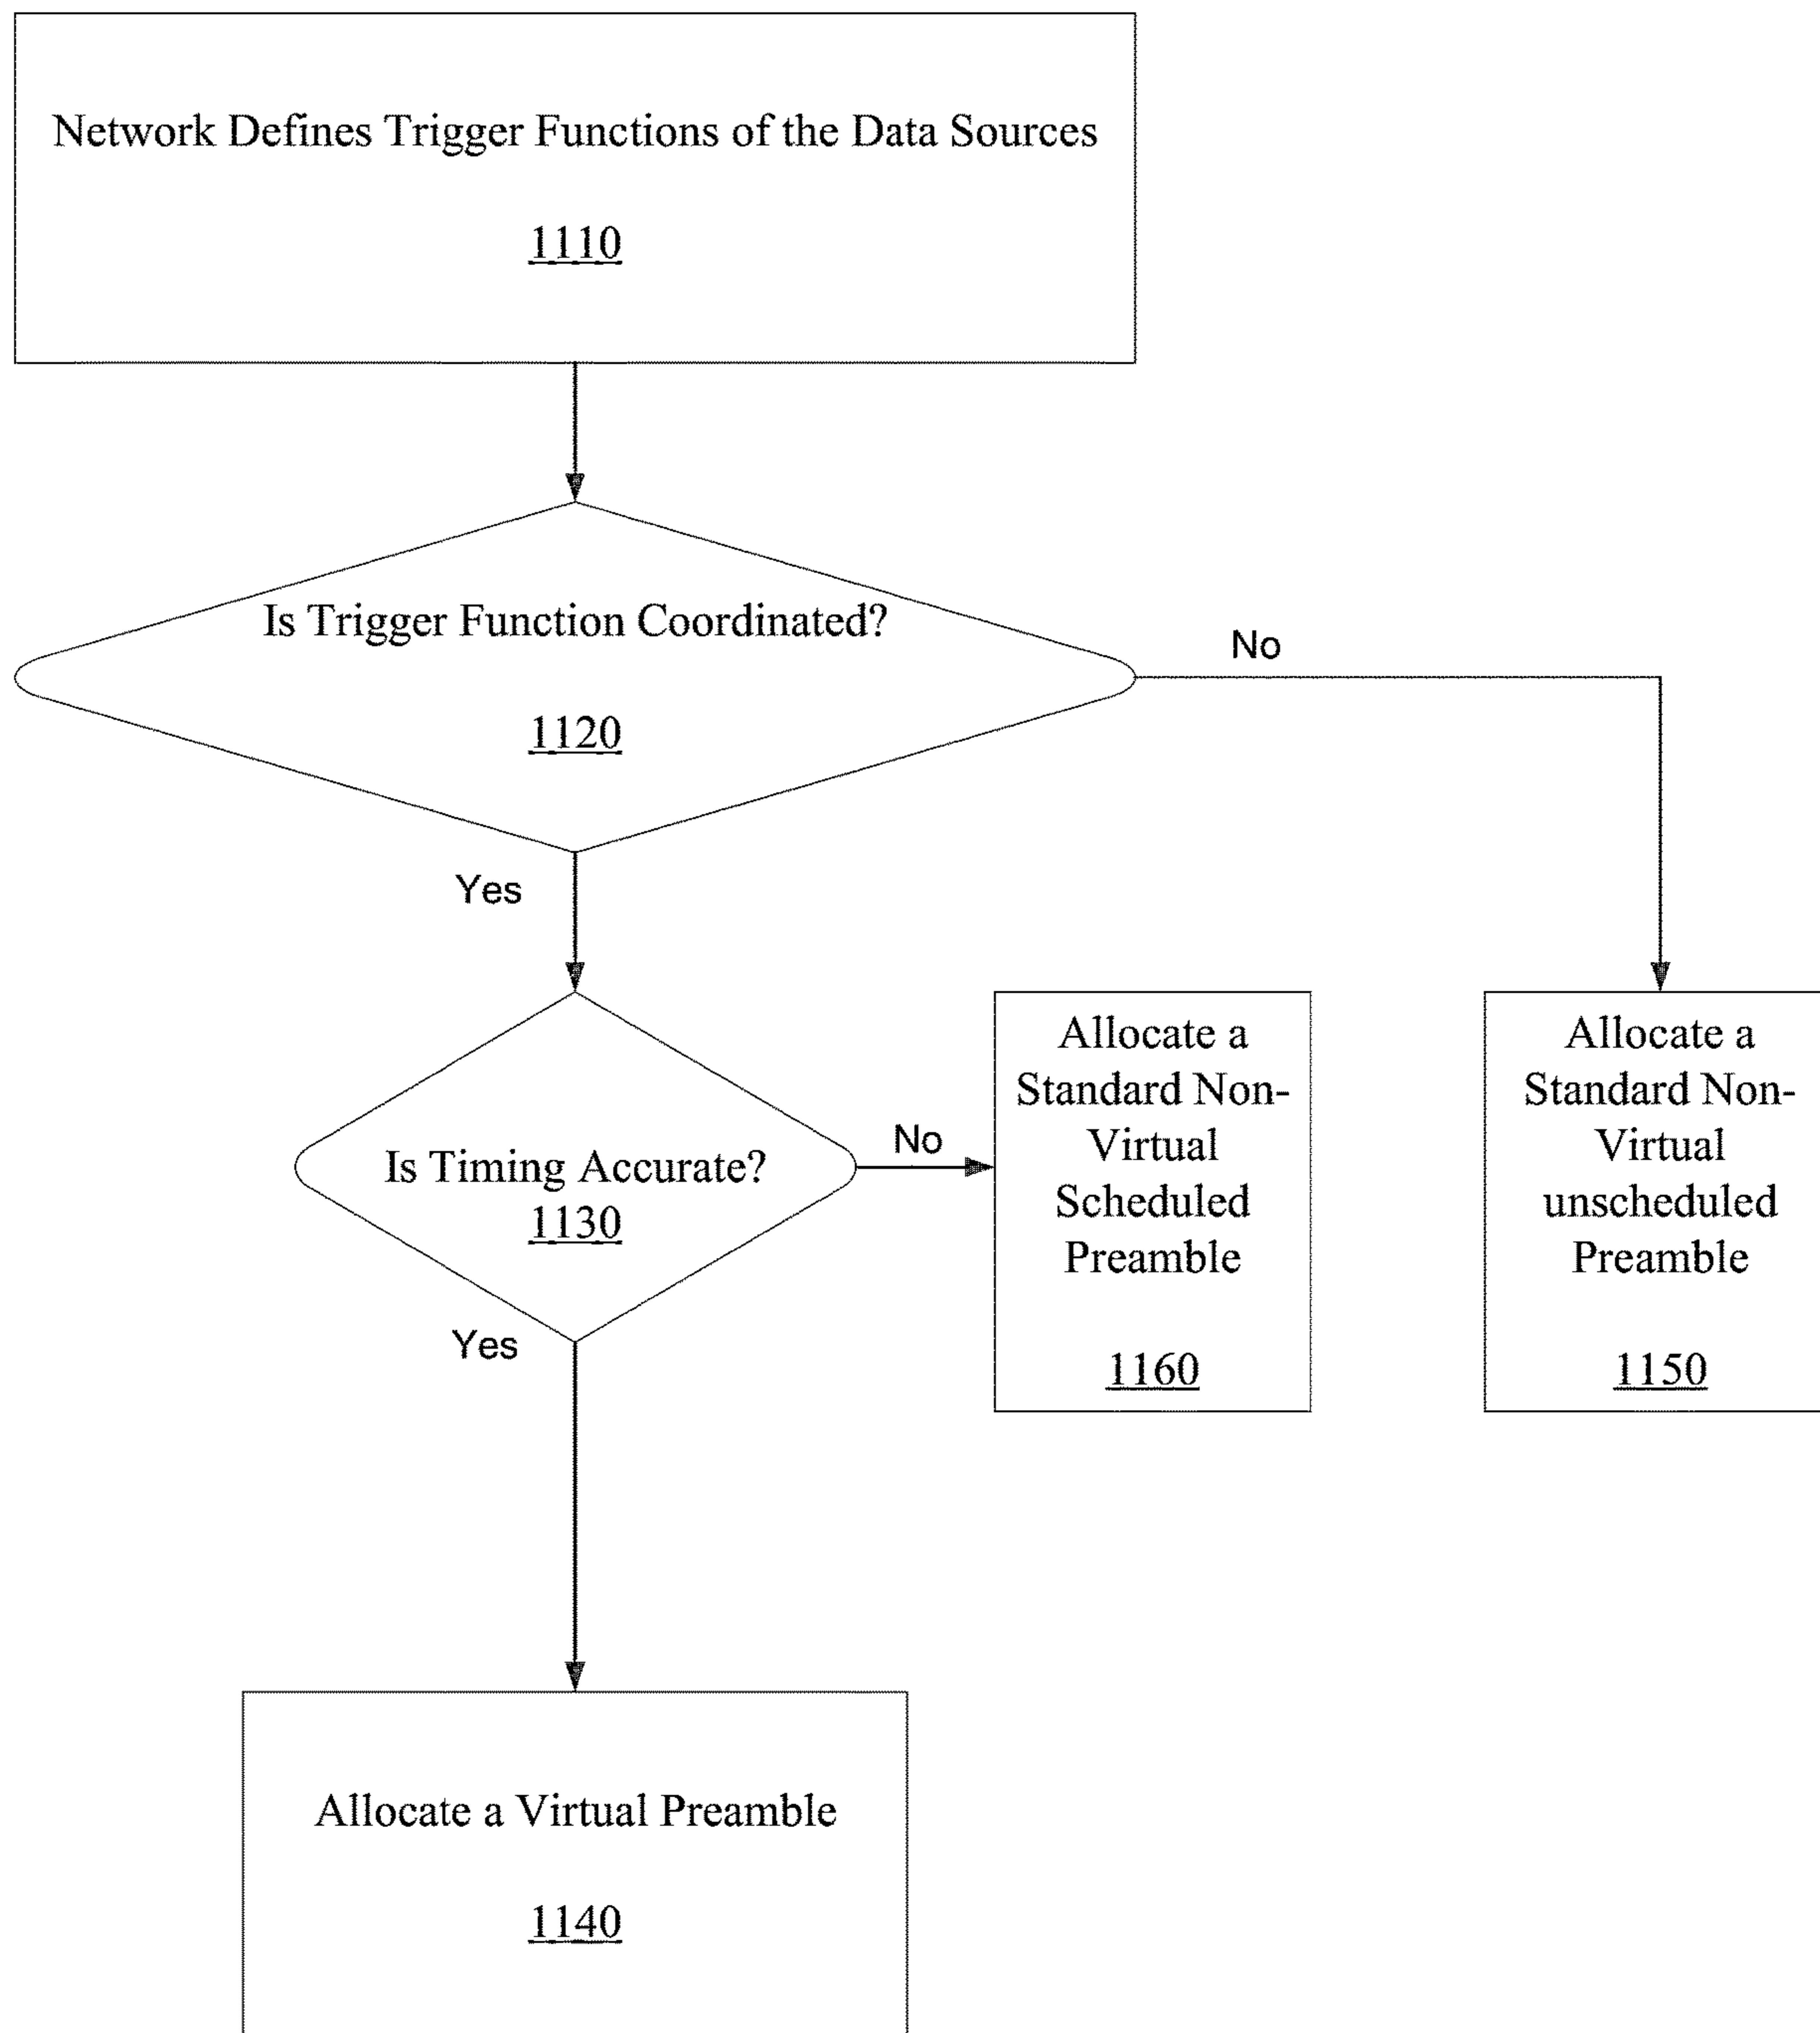 Network Defines Trigger Functions of the Data Sources
1110
Is Trigger Function Coordinated?
1120
No
Yes
Is Timing Accurate?
1130
No
Yes
Allocate a
Standard Non-
Virtual
Scheduled
Preamble
1160
Allocate a
Standard Non-
Virtual
unscheduled
Preamble
1150
Allocate a Virtual Preamble
1140